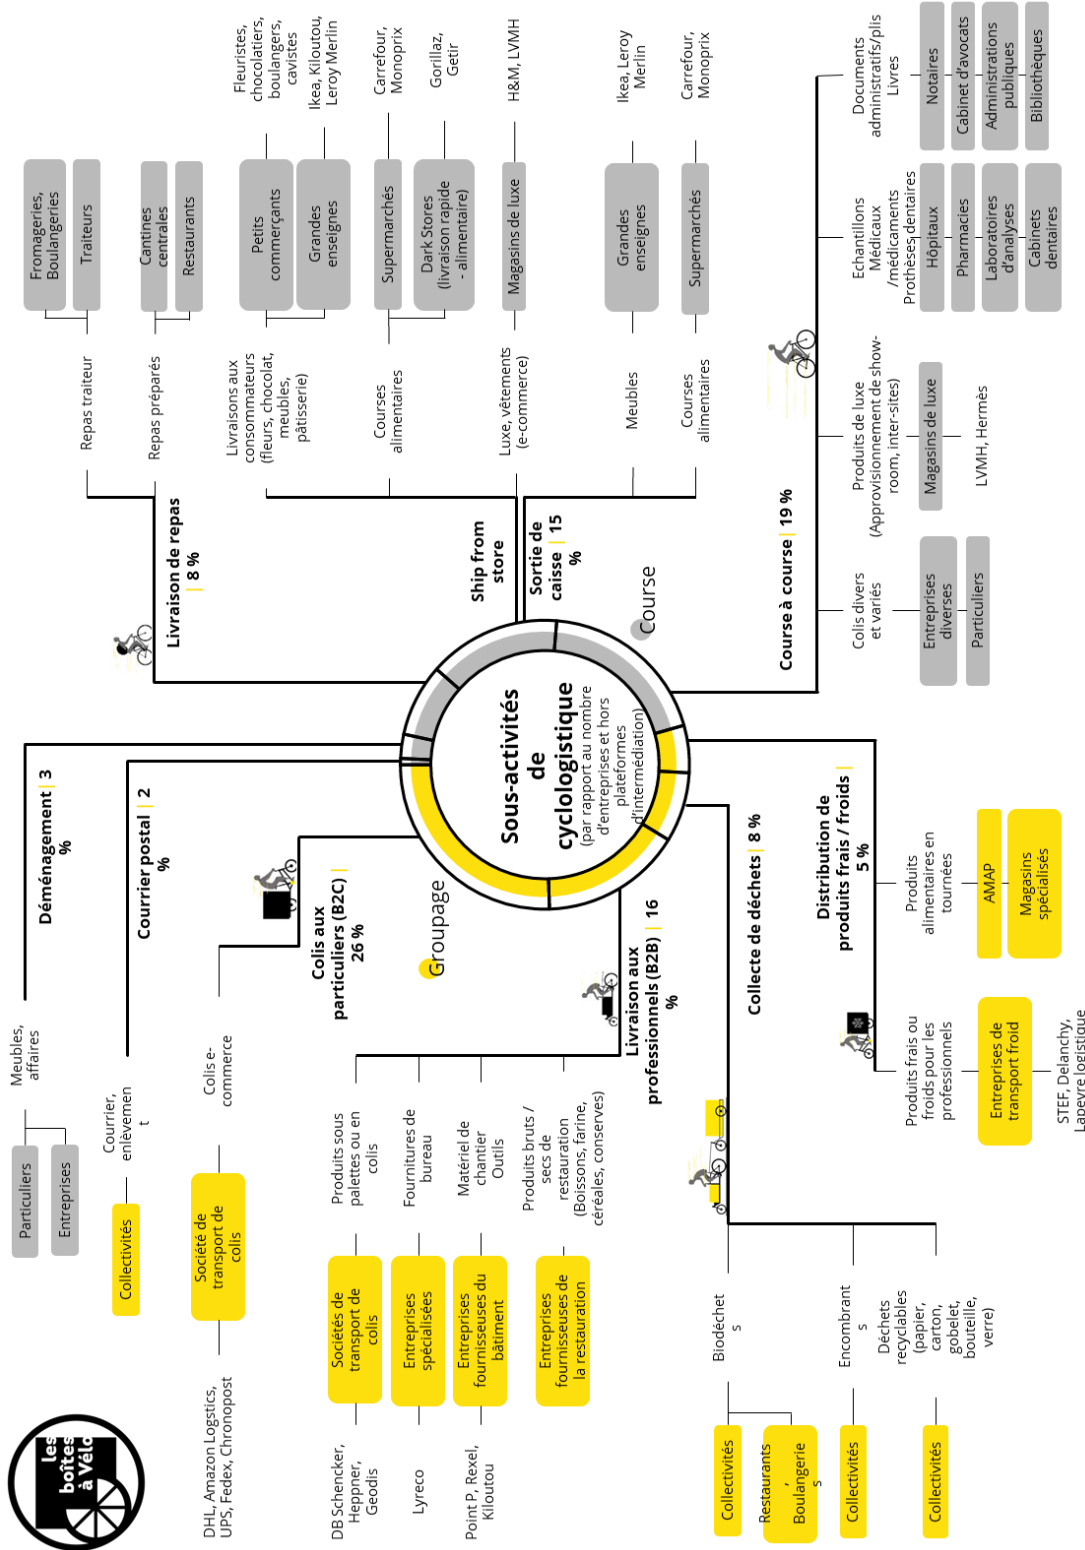 les
boîtes
à Vélo
Sous-activités
de
cyclologistique
(par rapport au nombre
d'entreprises et hors
plateformes
d'intermédiation)
Groupage
Course
Déménagement | 3
%
Meubles,
affaires
Particuliers
Entreprises
Courrier postal | 2
%
Courrier,
enlèvemen
t
Collectivités
Colis aux
particuliers (B2C) |
26 %
Colis e-
commerce
Société de
transport de
colis
DHL, Amazon Logstics,
UPS, Fedex, Chronopost
Livraison aux
professionnels (B2B) | 16
%
Produits sous
palettes ou en
colis
Sociétés de
transport de
colis
DB Schencker,
Heppner,
Geodis
Fournitures de
bureau
Entreprises
spécialisées
Lyreco
Matériel de
chantier
Outils
Entreprises
fournisseuses du
bâtiment
Point P, Rexel,
Kiloutou
Produits bruts /
secs de
restauration
(Boissons, farine,
céréales, conserves)
Entreprises
fournisseuses de
la restauration
Collecte de déchets | 8 %
Biodéchet
s
Collectivités
Restaurants
,
Boulangerie
s
Encombrant
s
Collectivités
Déchets
recyclables
(papier,
carton,
gobelet,
bouteille,
verre)
Collectivités
Distribution de
produits frais / froids |
5 %
Produits frais ou
froids pour les
professionnels
Entreprises de
transport froid
STEF, Delanchy,
Lapevre logistique
Produits
alimentaires en
tournées
AMAP
Magasins
spécialisés
Livraison de repas
| 8 %
Repas traiteur
Fromageries,
Boulangeries
Traiteurs
Repas préparés
Cantines
centrales
Restaurants
Ship from
store
Sortie de
caisse | 15
%
Livraisons aux
consommateurs
(fleurs, chocolat,
meubles,
pâtisserie)
Petits
commerçants
Fleuristes,
chocolatiers,
boulangers,
cavistes
Grandes
enseignes
Ikea, Kiloutou,
Leroy Merlin
Courses
alimentaires
Supermarchés
Carrefour,
Monoprix
Dark Stores
(livraison rapide
- alimentaire)
Gorillaz,
Getir
Luxe, vêtements
(e-commerce)
Magasins de luxe
H&M, LVMH
Meubles
Grandes
enseignes
Ikea, Leroy
Merlin
Courses
alimentaires
Supermarchés
Carrefour,
Monoprix
Course à course | 19 %
Colis divers
et variés
Entreprises
diverses
Particuliers
Produits de luxe
(Approvisionnement de show-
room, inter-sites)
Magasins de luxe
LVMH, Hermès
Echantillons
Médicaux
/médicaments
Prothèses dentaires
Hôpitaux
Pharmacies
Laboratoires
d'analyses
Cabinets
dentaires
Documents
administratifs/plis
Livres
Notaires
Cabinet d'avocats
Administrations
publiques
Bibliothèques